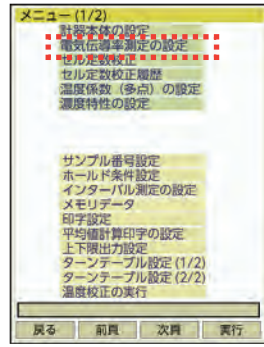 メニュー (1/2)
計器本体の設定
電気伝導率測定の設定
セル定数校正
セル定数校正履歴
温度係数（多点）の設定
濃度特性の設定
サンプル番号設定
ホールド条件設定
インターバル測定の設定
メモリデータ
印字設定
平均値計算印字の設定
上下限出力設定
ターンテーブル設定 (1/2)
ターンテーブル設定 (2/2)
温度校正の実行
戻る 前頁 次頁 実行